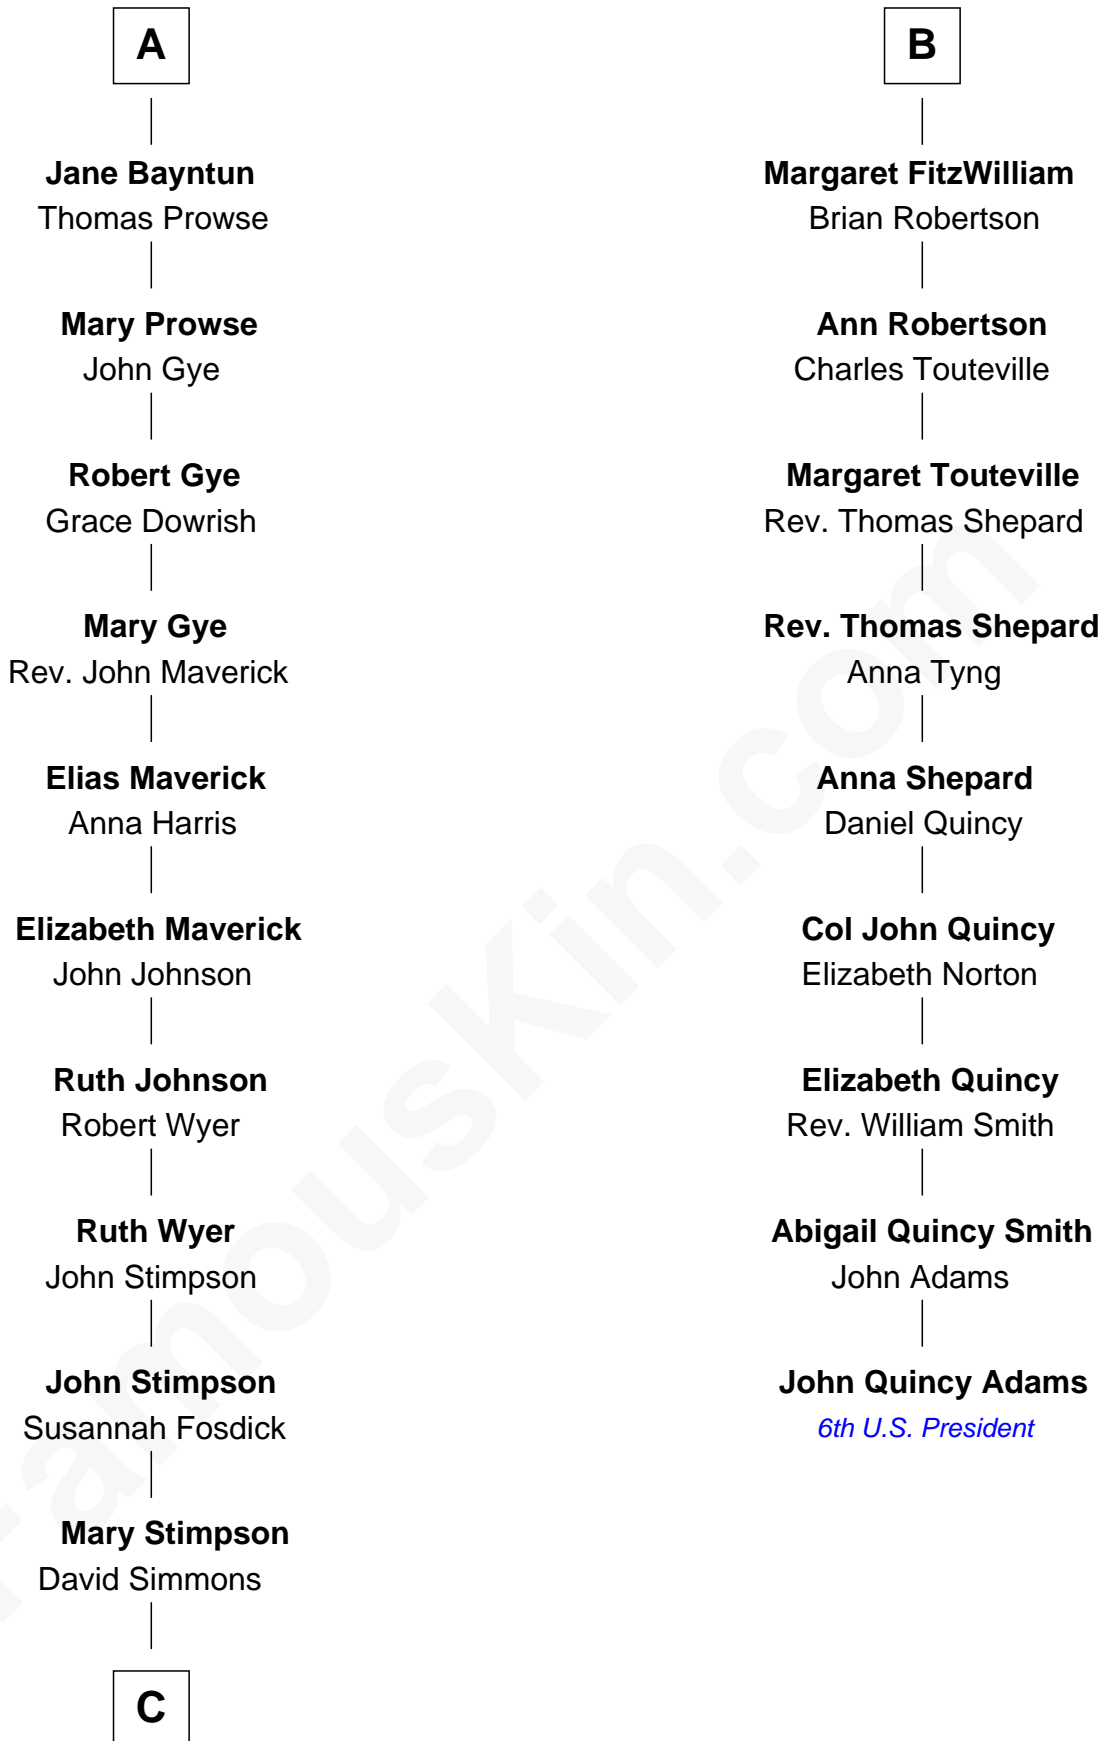 A
Jane Bayntun
Thomas Prowse
Mary Prowse
John Gye
Robert Gye
Grace Dowrish
Mary Gye
Rev. John Maverick
Elias Maverick
Anna Harris
Elizabeth Maverick
John Johnson
Ruth Johnson
Robert Wyer
Ruth Wyer
John Stimpson
John Stimpson
Susannah Fosdick
Mary Stimpson
David Simmons
C
B
Margaret FitzWilliam
Brian Robertson
Ann Robertson
Charles Touteville
Margaret Touteville
Rev. Thomas Shepard
Rev. Thomas Shepard
Anna Tyng
Anna Shepard
Daniel Quincy
Col John Quincy
Elizabeth Norton
Elizabeth Quincy
Rev. William Smith
Abigail Quincy Smith
John Adams
John Quincy Adams
6th U.S. President
FamousKin.com